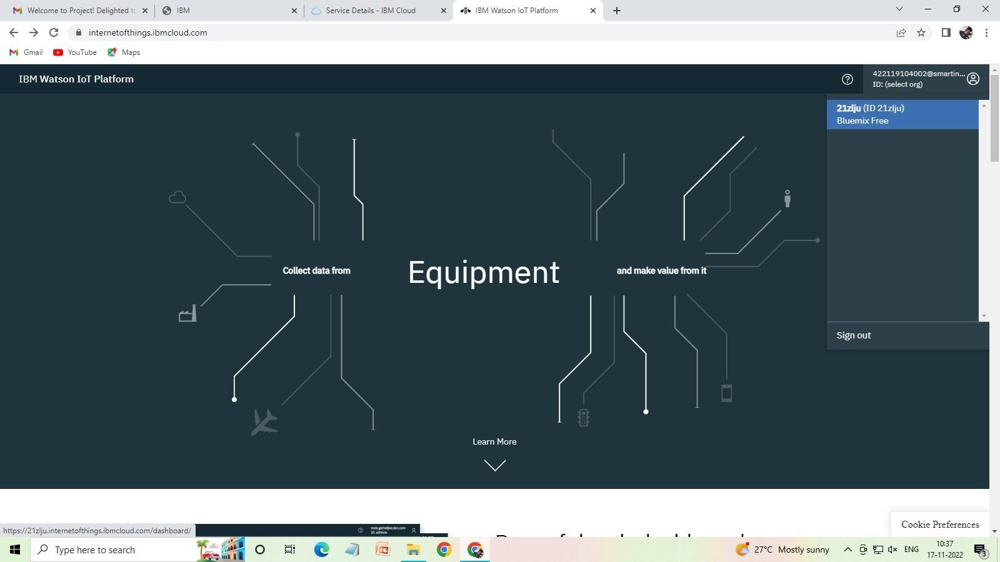 Welcome to Project! Delighted to
IBM
Service Details - IBM Cloud
IBM Watson IoT Platform
internetofthings.ibmcloud.com
Gmail
YouTube
Maps
IBM Watson IoT Platform
422119104002@smartin...
ID: (select org)
21zlju (ID 21zlju)
Bluemix Free
Sign out
Collect data from
Equipment
and make value from it
Learn More
Cookie Preferences
https://21zlju.internetofthings.ibmcloud.com/dashboard/
Type here to search
27°C Mostly sunny
ENG
10:37
17-11-2022
3